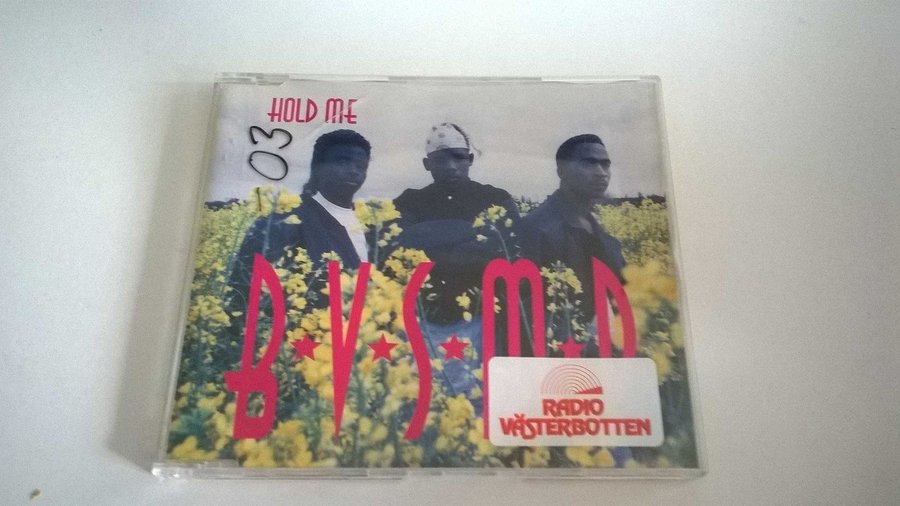 HOLD ME
03
B★V★S★M★P
RADIO
VÄSTERBOTTEN